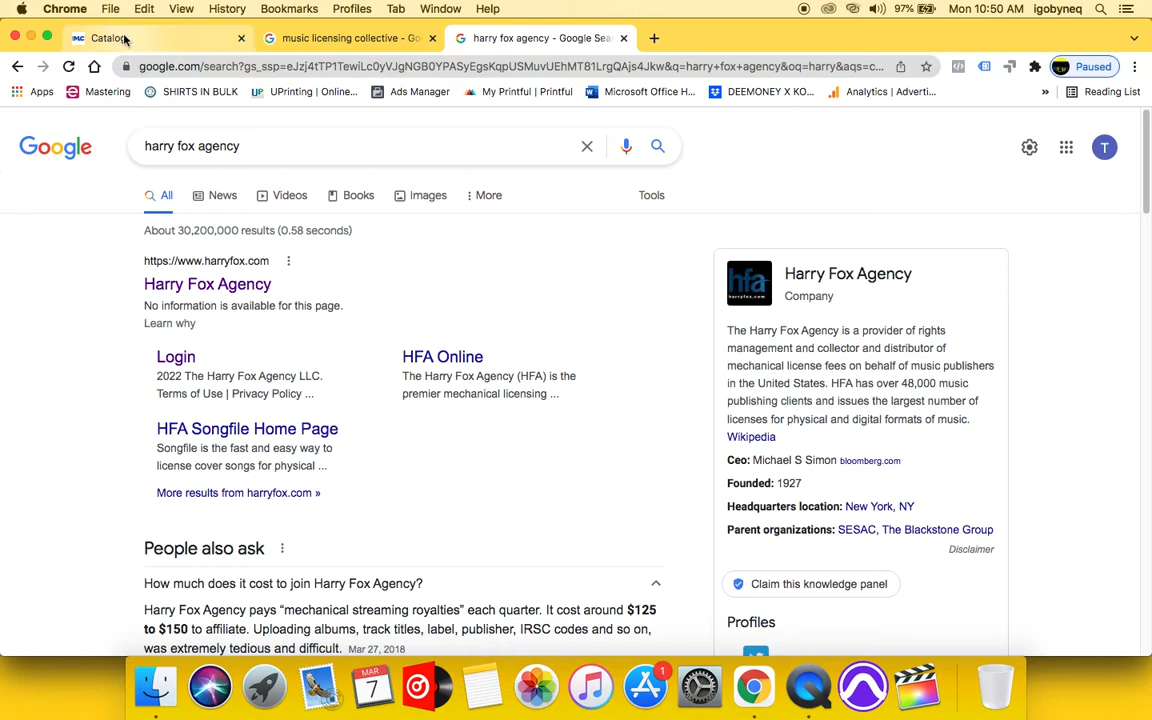 Chrome File Edit View History Bookmarks Profiles Tab Window Help 97% Mon 10:50 AM igobyneq
MC Catalog music licensing collective - Go harry fox agency - Google Sea
google.com/search?gs_ssp=eJzj4tTP1TewiLc0yVJgNGB0YPASyEgsKqpUSMuvUEhMT81LrgQAjs4Jkw&q=harry+fox+agency&oq=harry&aqs=c... Paused
Apps Mastering SHIRTS IN BULK UPrinting | Online... Ads Manager My Printful | Printful Microsoft Office H... DEEMONEY X KO... Analytics | Adverti... » Reading List
Google harry fox agency T
All News Videos Books Images More Tools
About 30,200,000 results (0.58 seconds)
https://www.harryfox.com
Harry Fox Agency
No information is available for this page.
Learn why
Login
2022 The Harry Fox Agency LLC.
Terms of Use | Privacy Policy ...
HFA Online
The Harry Fox Agency (HFA) is the
premier mechanical licensing ...
HFA Songfile Home Page
Songfile is the fast and easy way to
license cover songs for physical ...
More results from harryfox.com »
People also ask
How much does it cost to join Harry Fox Agency?
Harry Fox Agency pays “mechanical streaming royalties” each quarter. It cost around $125
to $150 to affiliate. Uploading albums, track titles, label, publisher, IRSC codes and so on,
was extremely tedious and difficult. Mar 27, 2018
hfa
harryfox.com
Harry Fox Agency
Company
The Harry Fox Agency is a provider of rights
management and collector and distributor of
mechanical license fees on behalf of music publishers
in the United States. HFA has over 48,000 music
publishing clients and issues the largest number of
licenses for physical and digital formats of music.
Wikipedia
Ceo: Michael S Simon bloomberg.com
Founded: 1927
Headquarters location: New York, NY
Parent organizations: SESAC, The Blackstone Group
Disclaimer
Claim this knowledge panel
Profiles
MAR
7
1